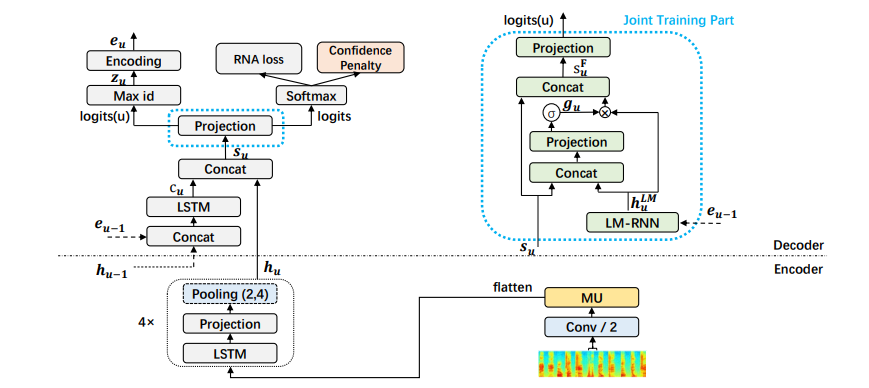 logits(u)
Joint Training Part
Projection
s_u^F
Concat
g_u
σ
⊗
Projection
Concat
h_u^{LM}
LM-RNN
e_{u-1}
s_u
e_u
Encoding
z_u
Max id
logits(u)
RNA loss
Confidence
Penalty
Softmax
logits
Projection
s_u
Concat
c_u
LSTM
e_{u-1}
Concat
h_{u-1}
h_u
Decoder
Encoder
Pooling (2,4)
4×
Projection
LSTM
flatten
MU
Conv / 2